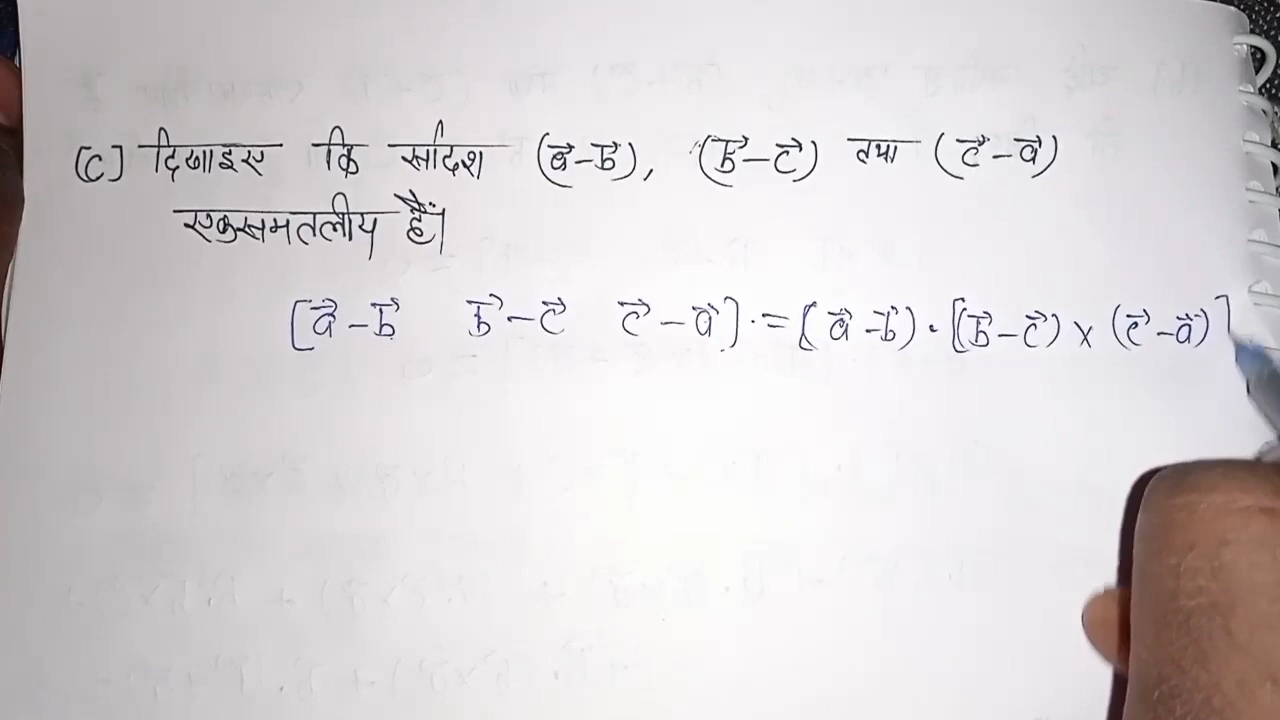 (c) दिखाइए कि सदिश (a⃗-b⃗), (b⃗-c⃗) तथा (c⃗-a⃗)
एकसमतलीय हैं।
[a⃗-b⃗ b⃗-c⃗ c⃗-a⃗] = (a⃗-b⃗)·[(b⃗-c⃗)×(c⃗-a⃗)]